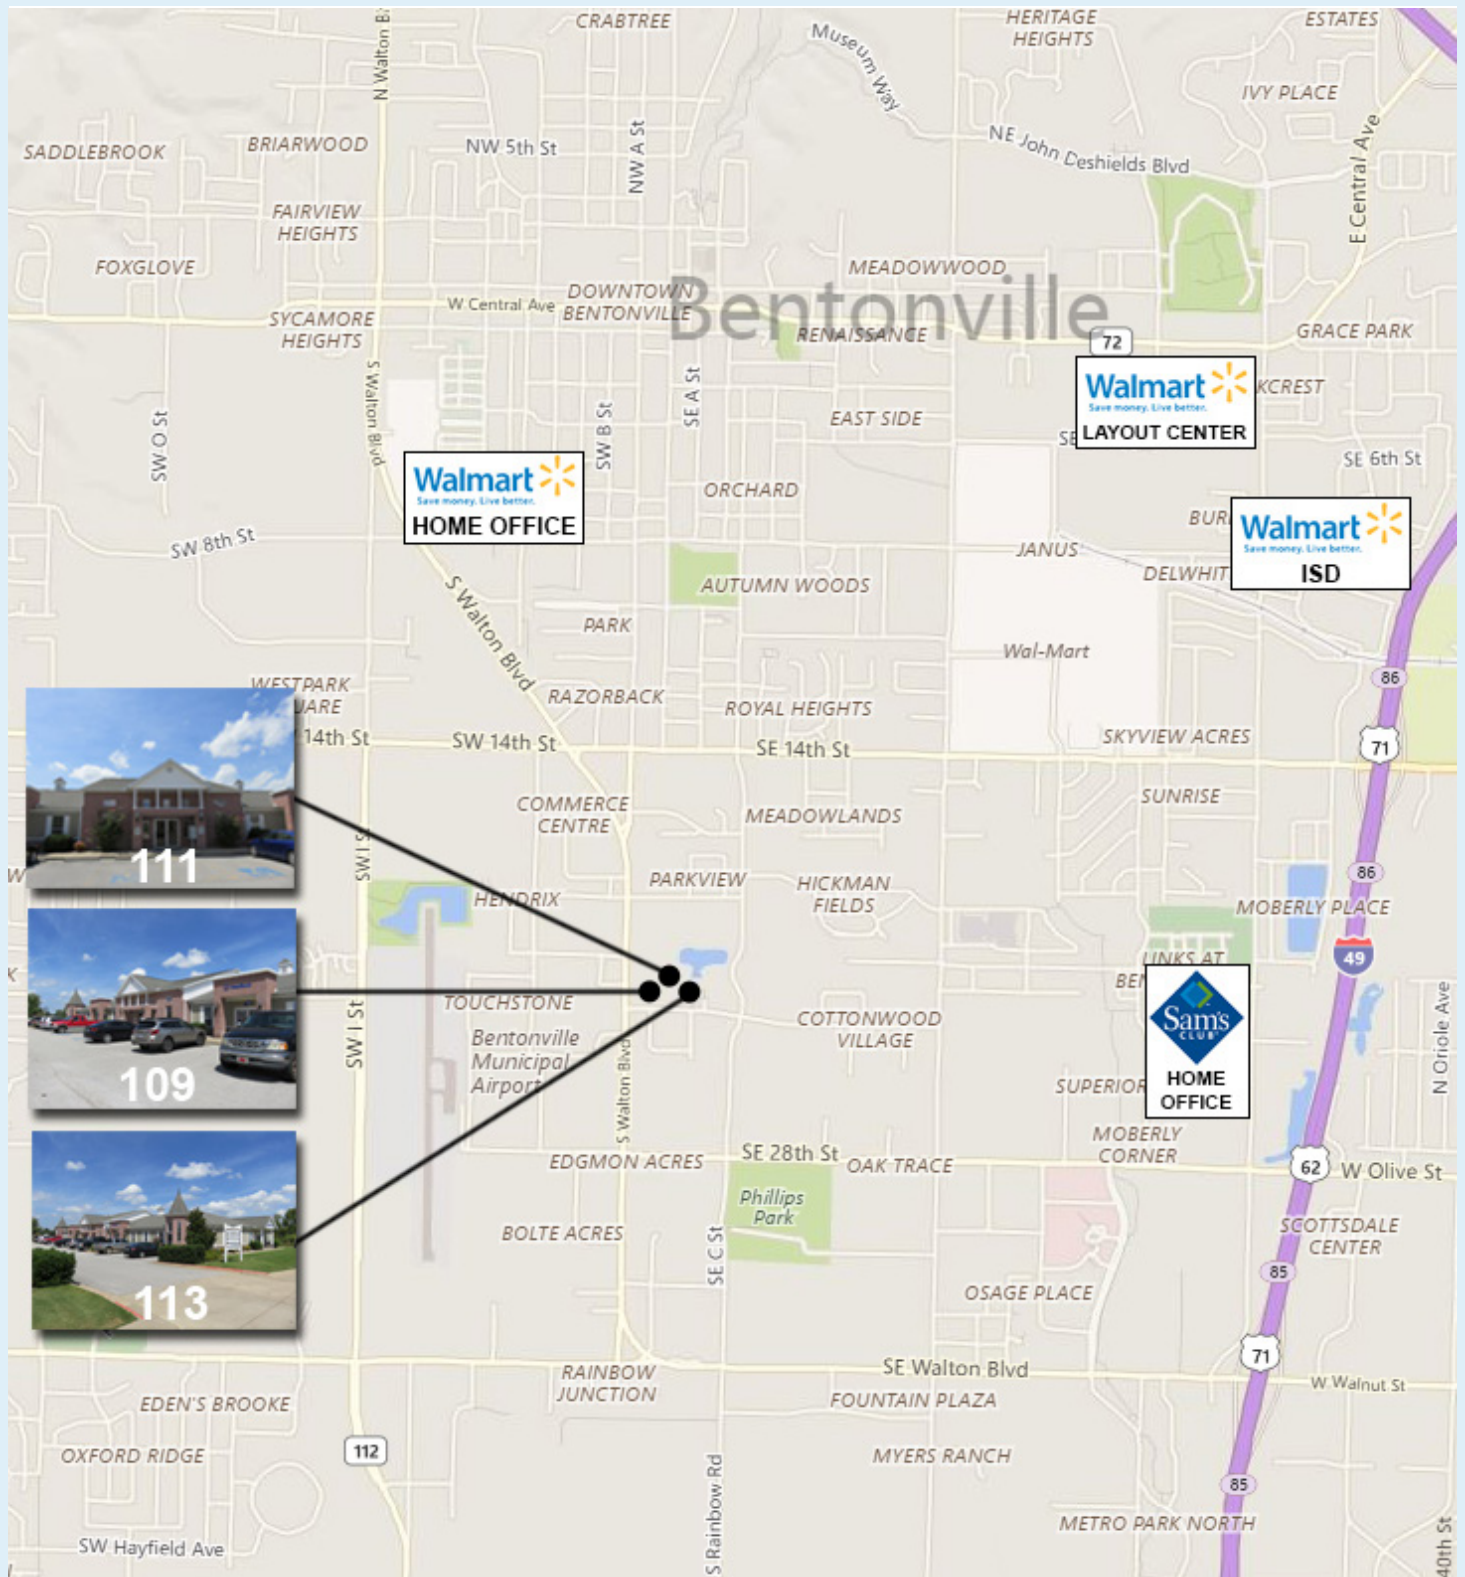 CRABTREE
HERITAGE
HEIGHTS
ESTATES
N Walton B
Museum Way
IVY PLACE
SADDLEBROOK
BRIARWOOD
NW 5th St
NW A St
NE John Deshields Blvd
E Central Ave
FAIRVIEW
HEIGHTS
FOXGLOVE
MEADOWWOOD
W Central Ave
DOWNTOWN
BENTONVILLE
Bentonville
SYCAMORE
HEIGHTS
RENAISSANCE
72
GRACE PARK
S Walton Blvd
SE A St
Walmart
Save money. Live better.
LAYOUT CENTER
KCREST
SW O St
SW B St
EAST SIDE
SE
SE 6th St
Walmart
Save money. Live better.
HOME OFFICE
ORCHARD
BUR
Walmart
Save money. Live better.
ISD
SW 8th St
JANUS
DELWHIT
AUTUMN WOODS
S Walton Blvd
PARK
Wal-Mart
86
WESTPARK
UARE
RAZORBACK
ROYAL HEIGHTS
14th St
SW 14th St
SE 14th St
SKYVIEW ACRES
71
COMMERCE
CENTRE
MEADOWLANDS
SUNRISE
111
SW I St
W
PARKVIEW
HICKMAN
FIELDS
86
HENDRIX
MOBERLY PLACE
49
LINKS AT
BEN
K
TOUCHSTONE
Bentonville
Municipal
Airport
SW I St
109
S Walton Blvd
COTTONWOOD
VILLAGE
Sam's
CLUB
HOME
OFFICE
N Oriole Ave
SUPERIOR
MOBERLY
CORNER
EDGMON ACRES
SE 28th St
OAK TRACE
62
W Olive St
Phillips
Park
113
BOLTE ACRES
SE C St
SCOTTSDALE
CENTER
85
OSAGE PLACE
71
RAINBOW
JUNCTION
SE Walton Blvd
W Walnut St
EDEN'S BROOKE
FOUNTAIN PLAZA
112
OXFORD RIDGE
MYERS RANCH
S Rainbow Rd
85
METRO PARK NORTH
SW Hayfield Ave
40th St